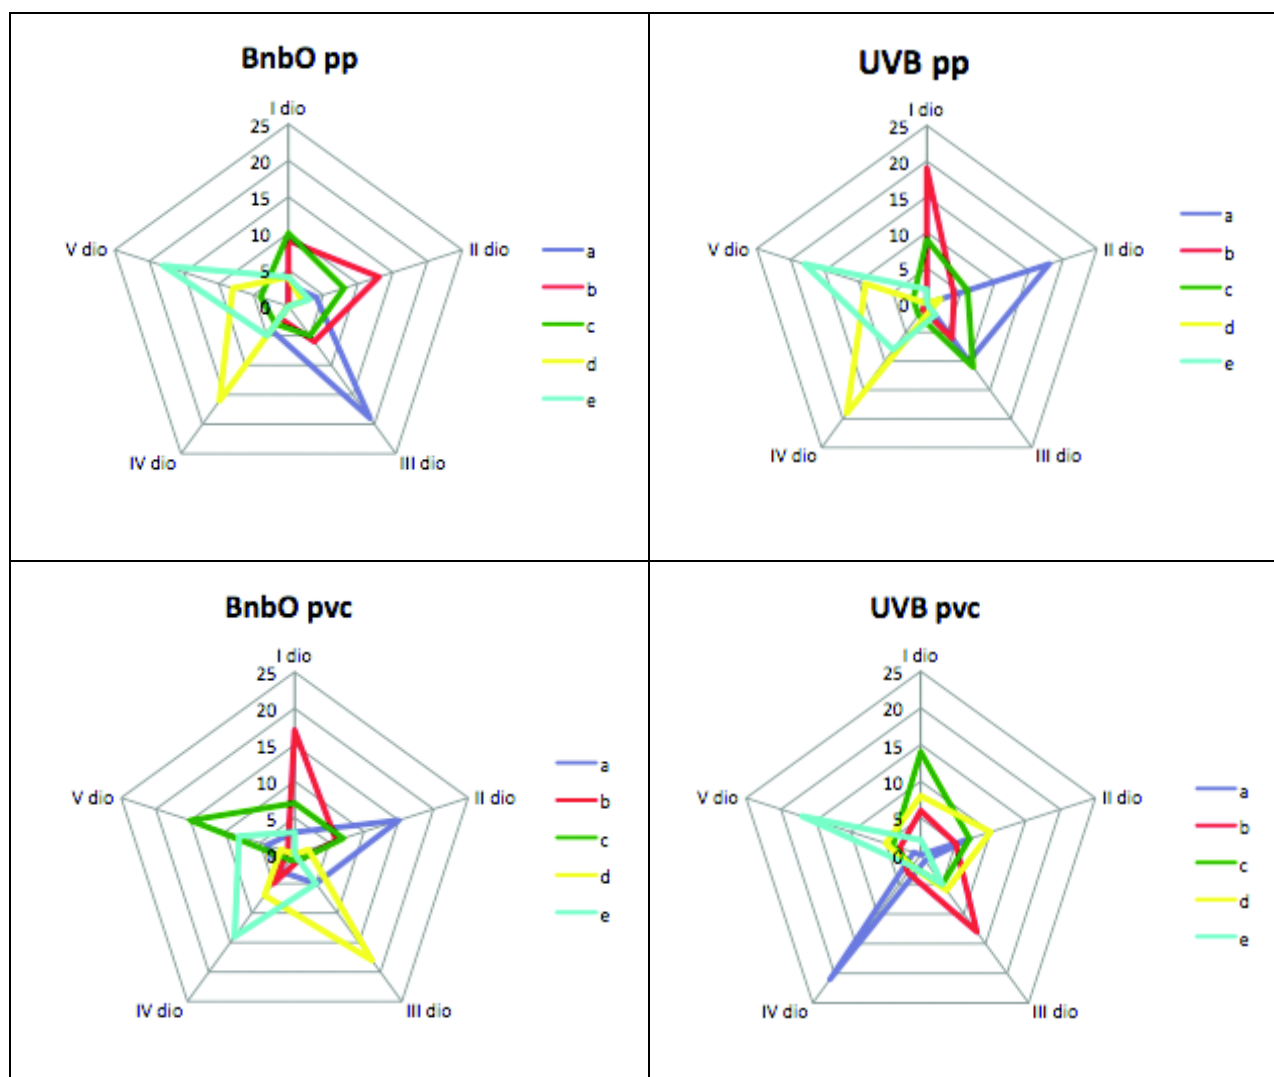 BnbO pp
I dio
25
20
15
10
5
0
V dio
II dio
IV dio
III dio
a
b
c
d
e
UVB pp
I dio
25
20
15
10
5
0
V dio
II dio
IV dio
III dio
a
b
c
d
e
BnbO pvc
I dio
25
20
15
10
5
0
V dio
II dio
IV dio
III dio
a
b
c
d
e
UVB pvc
I dio
25
20
15
10
5
0
V dio
II dio
IV dio
III dio
a
b
c
d
e